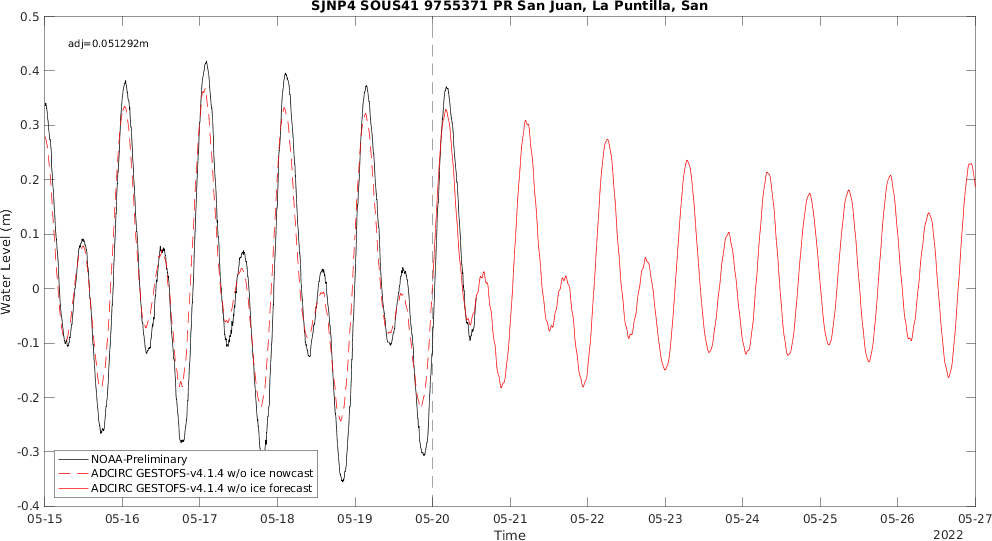 SJNP4 SOUS41 9755371 PR San Juan, La Puntilla, San
adj=0.051292m
0.5
0.4
0.3
0.2
0.1
0
-0.1
-0.2
-0.3
-0.4
Water Level (m)
NOAA-Preliminary
ADCIRC GESTOFS-v4.1.4 w/o ice nowcast
ADCIRC GESTOFS-v4.1.4 w/o ice forecast
05-15 05-16 05-17 05-18 05-19 05-20 05-21 05-22 05-23 05-24 05-25 05-26 05-27
Time
2022